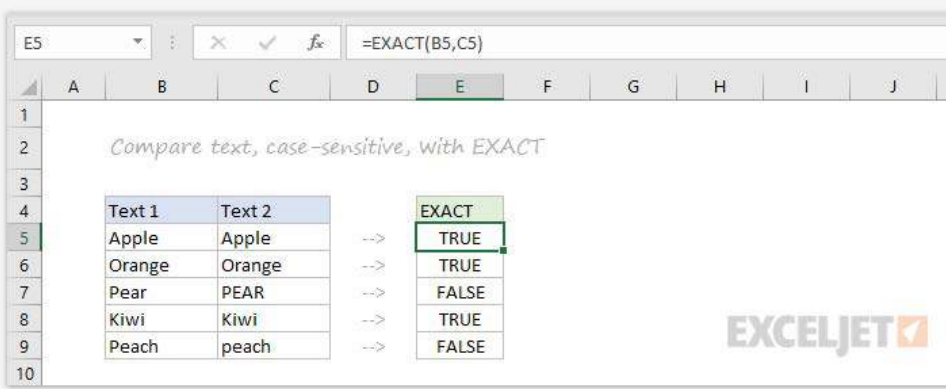 E5 fx =EXACT(B5,C5)
A B C D E F G H I J
1
2 Compare text, case-sensitive, with EXACT
3
4 Text 1 Text 2 EXACT
5 Apple Apple --> TRUE
6 Orange Orange --> TRUE
7 Pear PEAR --> FALSE
8 Kiwi Kiwi --> TRUE
9 Peach peach --> FALSE
10
EXCELJET